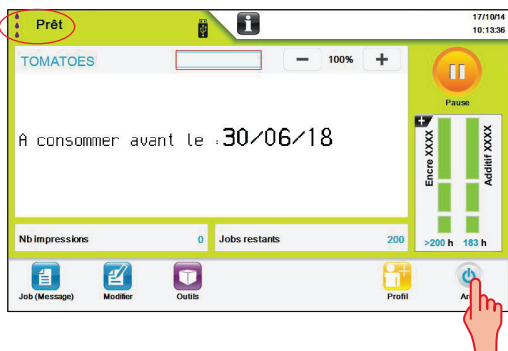 Prêt
17/10/14
10:13:36
TOMATOES
100%
Pause
A consommer avant le : 30/06/18
Encre XXXX
Additif XXXX
>200 h 183 h
Nb impressions 0
Jobs restants 200
Job (Message)
Modifier
Outils
Profil